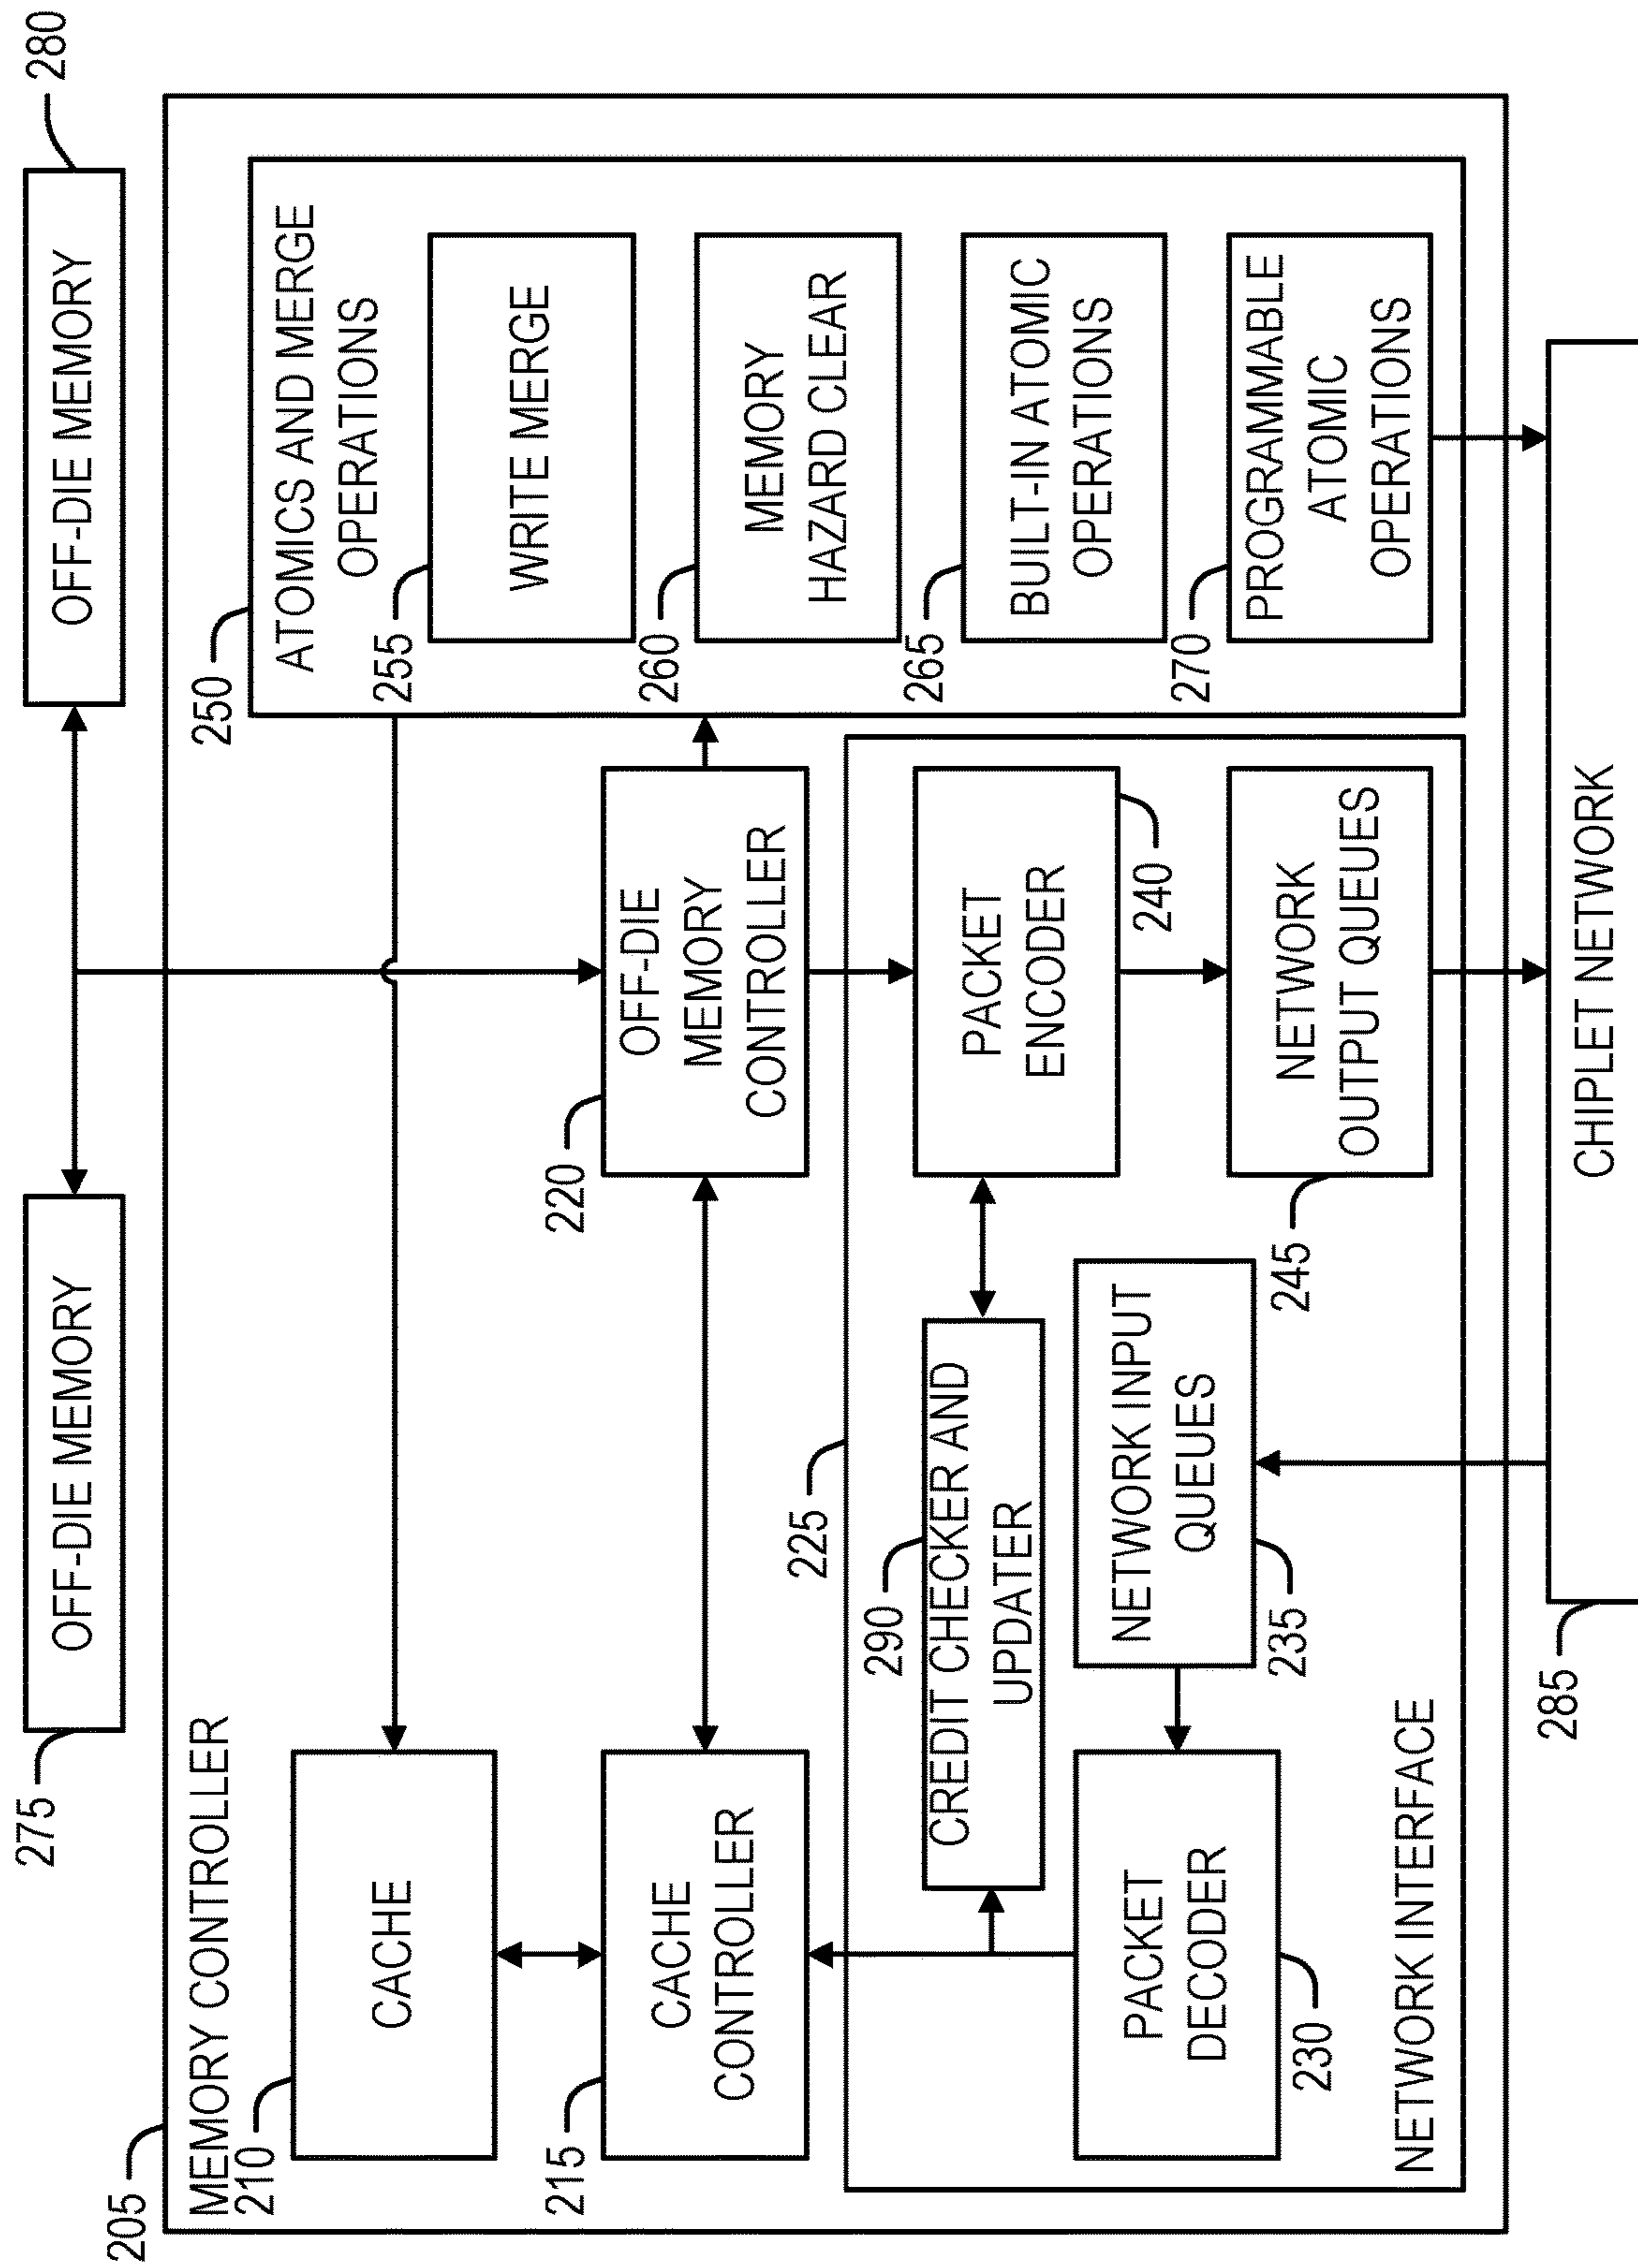 275
OFF-DIE MEMORY
OFF-DIE MEMORY
280
205
MEMORY CONTROLLER
210
CACHE
215
CACHE
CONTROLLER
220
OFF-DIE
MEMORY
CONTROLLER
250
ATOMICS AND MERGE
OPERATIONS
255
WRITE MERGE
260
MEMORY
HAZARD CLEAR
265
BUILT-IN ATOMIC
OPERATIONS
270
PROGRAMMABLE
ATOMIC
OPERATIONS
225
290
CREDIT CHECKER AND
UPDATER
PACKET
ENCODER
240
NETWORK INPUT
QUEUES
235
PACKET
DECODER
230
245
NETWORK
OUTPUT QUEUES
NETWORK INTERFACE
285
CHIPLET NETWORK